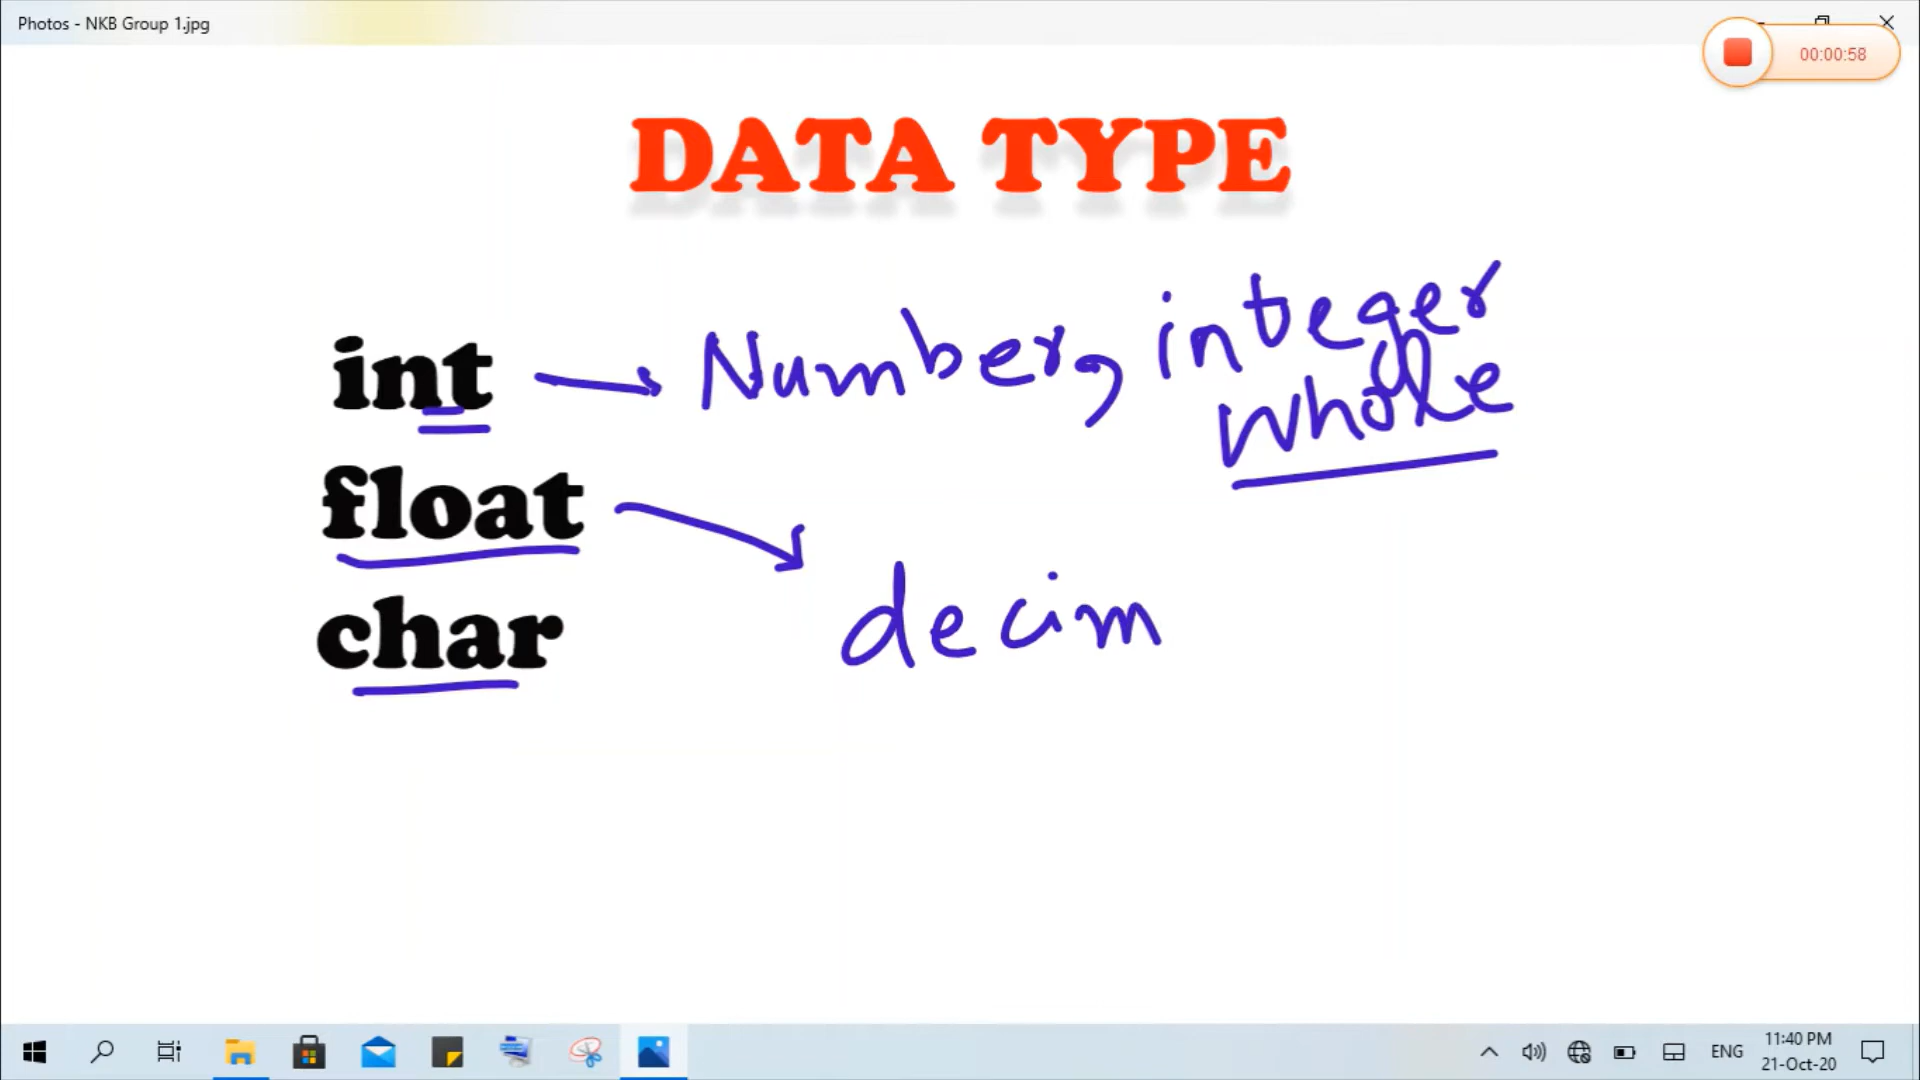 Photos - NKB Group 1.jpg
00:00:58
DATA TYPE
int → Number, integer
whole
float
decim
char
ENG
11:40 PM
21-Oct-20